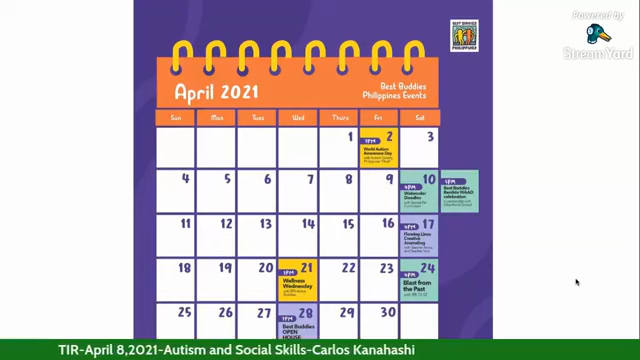 Powered by
StreamYard
BEST BUDDIES
PHILIPPINES
April 2021
Best Buddies
Philippines Events
Sun Mon Tues Wed Thurs Fri Sat
1 2 3
World Autism
Awareness Day
4 5 6 7 8 9 10
Watercolor
Doodles
Best Buddies
celebration
11 12 13 14 15 16 17
Flowing Lines
Creative
Journaling
18 19 20 21 22 23 24
Wellness
Wednesday
Blast from
the Past
25 26 27 28 29 30
Best Buddies
OPEN
HOUSE
TIR-April 8,2021-Autism and Social Skills-Carlos Kanahashi